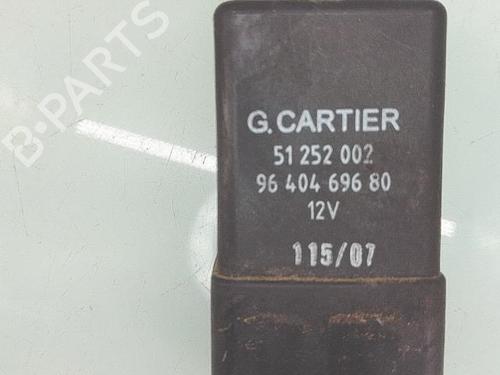 B-PARTS
G. CARTIER
51 252 002
96 404 696 80
12V
115/07